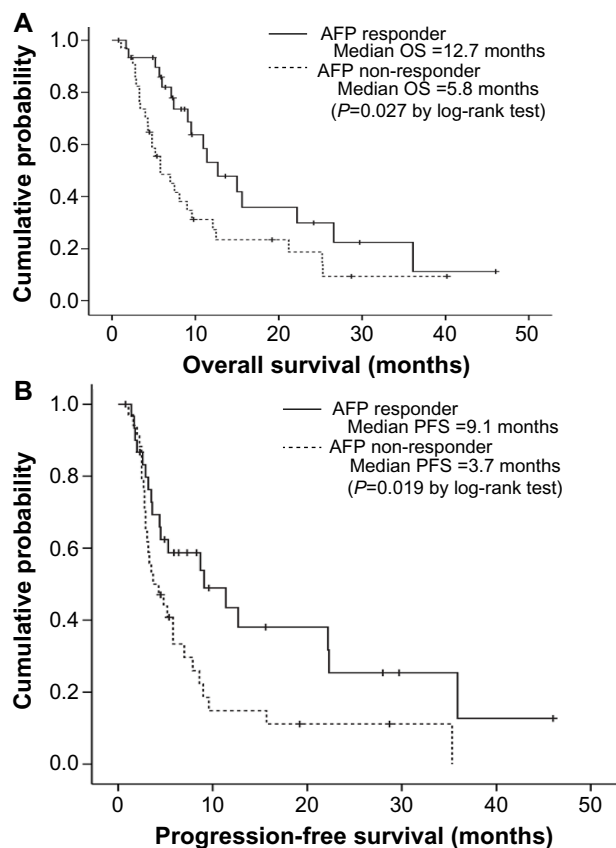 A
AFP responder
Median OS =12.7 months
AFP non-responder
Median OS =5.8 months
(P=0.027 by log-rank test)
Cumulative probability
1.0
0.8
0.6
0.4
0.2
0.0
0
10
20
30
40
50
Overall survival (months)
B
AFP responder
Median PFS =9.1 months
AFP non-responder
Median PFS =3.7 months
(P=0.019 by log-rank test)
Cumulative probability
1.0
0.8
0.6
0.4
0.2
0.0
0
10
20
30
40
50
Progression-free survival (months)